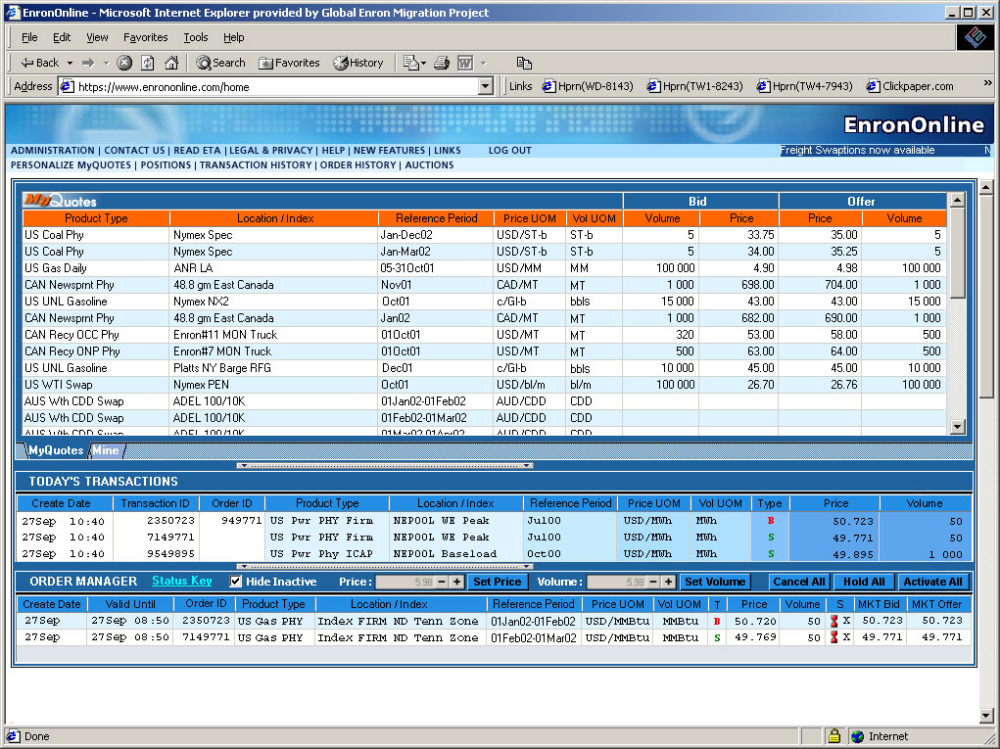 EnronOnline - Microsoft Internet Explorer provided by Global Enron Migration Project
File Edit View Favorites Tools Help
Back Search Favorites History
Address https://www.enrononline.com/home Links Hprn(WD-8143) Hprn(TW1-8243) Hprn(TW4-7943) Clickpaper.com »
EnronOnline
ADMINISTRATION | CONTACT US | READ ETA | LEGAL & PRIVACY | HELP | NEW FEATURES | LINKS LOG OUT Freight Swaptions now available N
PERSONALIZE MyQUOTES | POSITIONS | TRANSACTION HISTORY | ORDER HISTORY | AUCTIONS
MyQuotes Bid Offer
Product Type Location / Index Reference Period Price UOM Vol UOM Volume Price Price Volume
US Coal Phy Nymex Spec Jan-Dec02 USD/ST-b ST-b 5 33.75 35.00 5
US Coal Phy Nymex Spec Jan-Mar02 USD/ST-b ST-b 5 34.00 35.25 5
US Gas Daily ANR LA 05-31Oct01 USD/MM MM 100 000 4.90 4.98 100 000
CAN Newsprnt Phy 48.8 gm East Canada Nov01 CAD/MT MT 1 000 698.00 704.00 1 000
US UNL Gasoline Nymex NX2 Oct01 c/Gl-b bbls 15 000 43.00 43.00 15 000
CAN Newsprnt Phy 48.8 gm East Canada Jan02 CAD/MT MT 1 000 682.00 690.00 1 000
CAN Recy OCC Phy Enron#11 MON Truck 01Oct01 USD/MT MT 320 53.00 58.00 500
CAN Recy ONP Phy Enron#7 MON Truck 01Oct01 USD/MT MT 500 63.00 64.00 500
US UNL Gasoline Platts NY Barge RFG Dec01 c/Gl-b bbls 10 000 45.00 45.00 10 000
US WTI Swap Nymex PEN Oct01 USD/bl/m bl/m 100 000 26.70 26.76 100 000
AUS Wth CDD Swap ADEL 100/10K 01Jan02-01Feb02 AUD/CDD CDD
AUS Wth CDD Swap ADEL 100/10K 01Feb02-01Mar02 AUD/CDD CDD
AUS Wth CDD Swap ADEL 100/10K 01Mar02-01Apr02 AUD/CDD CDD
MyQuotes Mine
TODAY'S TRANSACTIONS
Create Date Transaction ID Order ID Product Type Location / Index Reference Period Price UOM Vol UOM Type Price Volume
27Sep 10:40 2350723 949771 US Pwr PHY Firm NEPOOL WE Peak Jul00 USD/MWh MWh B 50.723 50
27Sep 10:40 7149771 US Pwr PHY Firm NEPOOL WE Peak Jul00 USD/MWh MWh S 49.771 50
27Sep 10:40 9549895 US Pwr Phy ICAP NEPOOL Baseload Oct00 USD/MWh MWh S 49.895 1 000
ORDER MANAGER Status Key Hide Inactive Price: 5.98 − + Set Price Volume: 5.98 − + Set Volume Cancel All Hold All Activate All
Create Date Valid Until Order ID Product Type Location / Index Reference Period Price UOM Vol UOM T Price Volume S MKT Bid MKT Offer
27Sep 27Sep 08:50 2350723 US Gas PHY Index FIRM ND Tenn Zone 01Jan02-01Feb02 USD/MMBtu MMBtu B 50.720 50 X 50.723 50.723
27Sep 27Sep 08:50 7149771 US Gas PHY Index FIRM ND Tenn Zone 01Feb02-01Mar02 USD/MMBtu MMBtu S 49.769 50 X 49.771 49.771
Done Internet